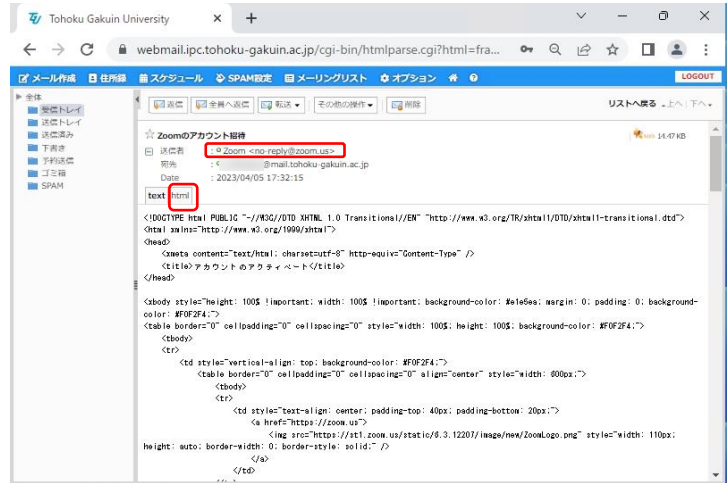 Tohoku Gakuin University
webmail.ipc.tohoku-gakuin.ac.jp/cgi-bin/htmlparse.cgi?html=fra...
メール作成 住所録 スケジュール SPAM設定 メーリングリスト オプション LOGOUT
全体
受信トレイ
送信トレイ
送信済み
下書き
予約送信
ゴミ箱
SPAM
返信 全員へ返信 転送 その他の操作 削除 リストへ戻る 上へ 下へ
Zoomのアカウント招待 14.47 KB
送信者 : Zoom <no-reply@zoom.us>
宛先 : @mail.tohoku-gakuin.ac.jp
Date : 2023/04/05 17:32:15
text html
<!DOCTYPE html PUBLIC "-//W3C//DTD XHTML 1.0 Transitional//EN" "http://www.w3.org/TR/xhtml1/DTD/xhtml1-transitional.dtd">
<html xmlns="http://www.w3.org/1999/xhtml">
<head>
<xmeta content="text/html; charset=utf-8" http-equiv="Content-Type" />
<title>アカウントのアクティベート</title>
</head>
<xbody style="height: 100% !important; width: 100% !important; background-color: #e1e5ea; margin: 0; padding: 0; background-
color: #F0F2F4;">
<table border="0" cellpadding="0" cellspacing="0" style="width: 100%; height: 100%; background-color: #F0F2F4;">
<tbody>
<tr>
<td style="vertical-align: top; background-color: #F0F2F4;">
<table border="0" cellpadding="0" cellspacing="0" align="center" style="width: 600px;">
<tbody>
<tr>
<td style="text-align: center; padding-top: 40px; padding-bottom: 20px;">
<a href="https://zoom.us">
<img src="https://st1.zoom.us/static/6.3.12207/image/new/ZoomLogo.png" style="width: 110px;
height: auto; border-width: 0; border-style: solid;" />
</a>
</td>